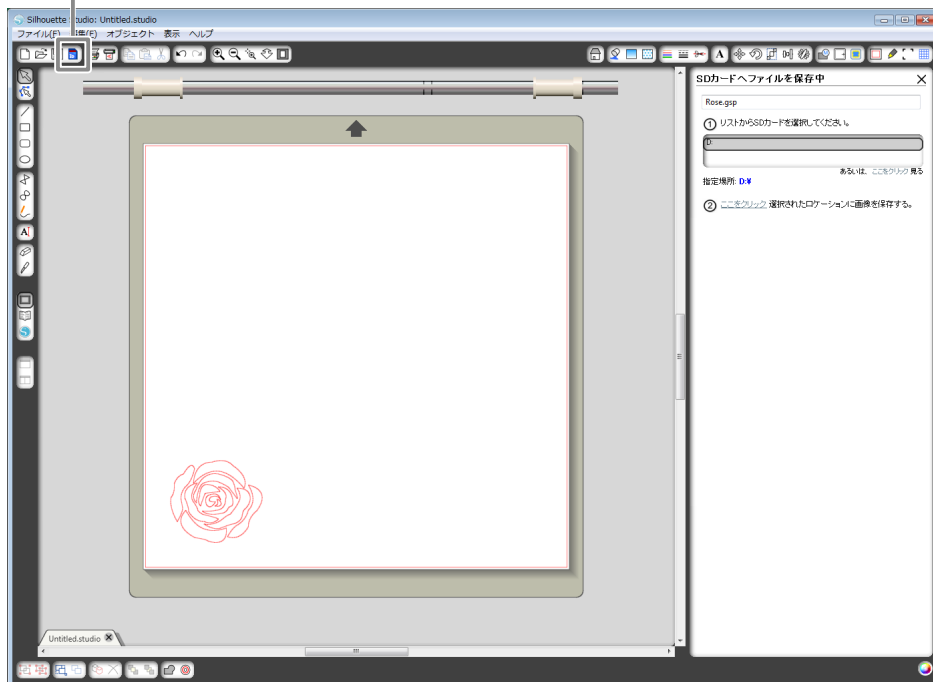 Silhouette Studio: Untitled.studio
ファイル(F) 編集(E) オブジェクト 表示 ヘルプ
SDカードへファイルを保存中
Rose.gsp
① リストからSDカードを選択してください。
D
あるいは、ここをクリック 見る
指定場所: D:¥
② ここをクリック 選択されたロケーションに画像を保存する。
Untitled.studio